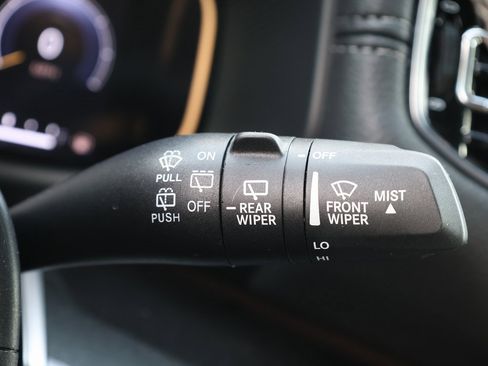 PULL
PUSH
ON
OFF
REAR
WIPER
OFF
FRONT
WIPER
MIST
LO
HI